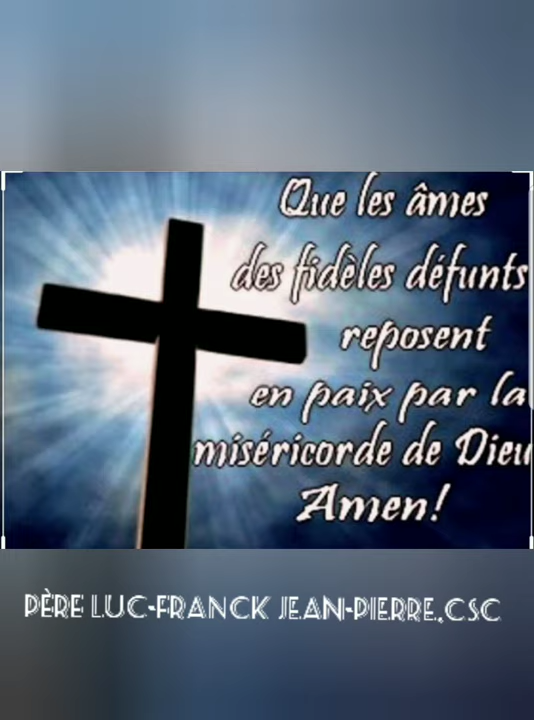 Que les âmes
des fidèles défunts
reposent
en paix par la
miséricorde de Dieu
Amen!
PÈRE LUC-FRANCK JEAN-PIERRE,CSC